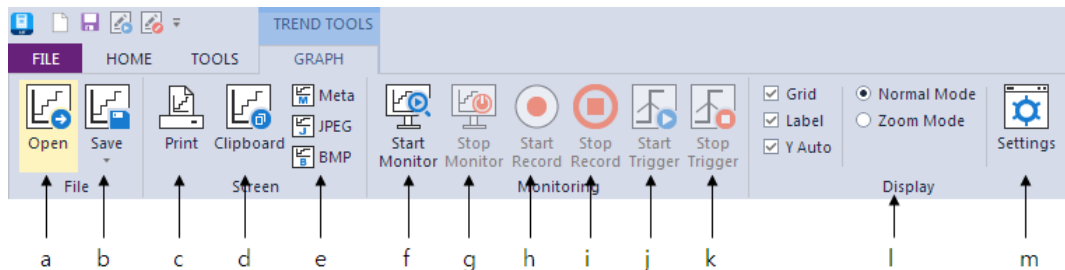 TREND TOOLS
FILE HOME TOOLS GRAPH
Open Save Print Clipboard
Meta
JPEG
BMP
Start Monitor
Stop Monitor
Start Record
Stop Record
Start Trigger
Stop Trigger
Grid
Label
Y Auto
Normal Mode
Zoom Mode
Settings
File Screen Monitoring Display
a b c d e f g h i j k l m